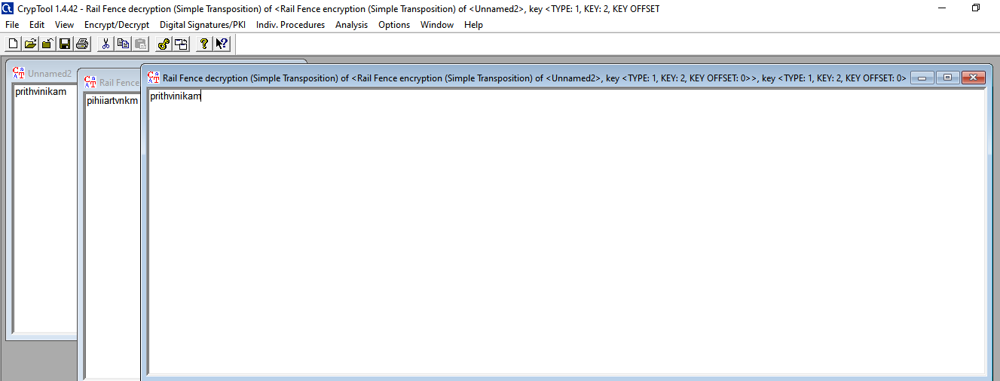 CrypTool 1.4.42 - Rail Fence decryption (Simple Transposition) of <Rail Fence encryption (Simple Transposition) of <Unnamed2>, key <TYPE: 1, KEY: 2, KEY OFFSET
File Edit View Encrypt/Decrypt Digital Signatures/PKI Indiv. Procedures Analysis Options Window Help
Unnamed2
prithvinikam
Rail Fence
pihiiartvnkm
Rail Fence decryption (Simple Transposition) of <Rail Fence encryption (Simple Transposition) of <Unnamed2>, key <TYPE: 1, KEY: 2, KEY OFFSET: 0>>, key <TYPE: 1, KEY: 2, KEY OFFSET: 0>
prithvinikam